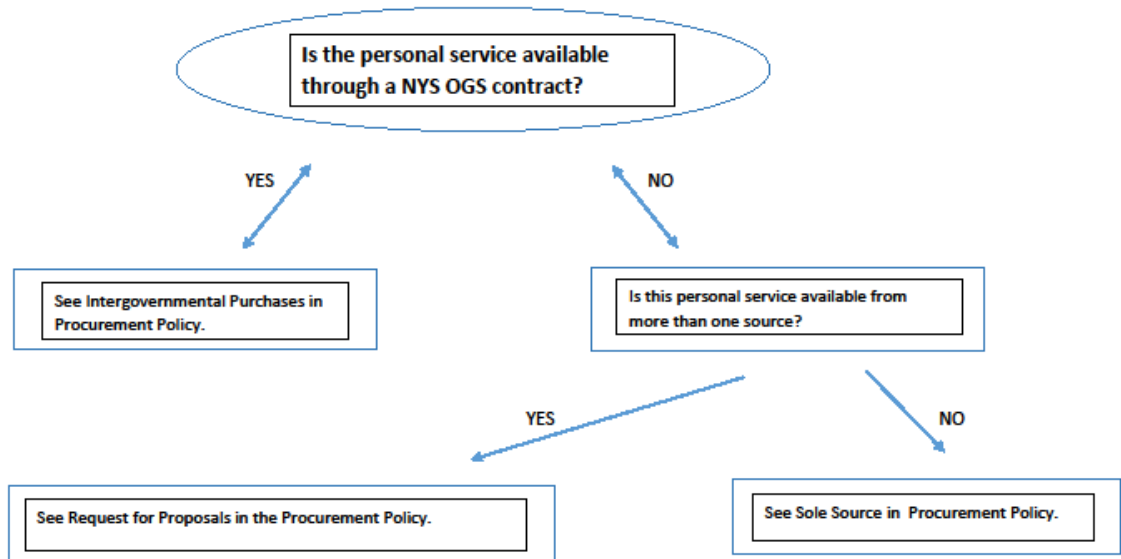 Is the personal service available
through a NYS OGS contract?
YES
NO
See Intergovernmental Purchases in
Procurement Policy.
Is this personal service available from
more than one source?
YES
NO
See Request for Proposals in the Procurement Policy.
See Sole Source in Procurement Policy.